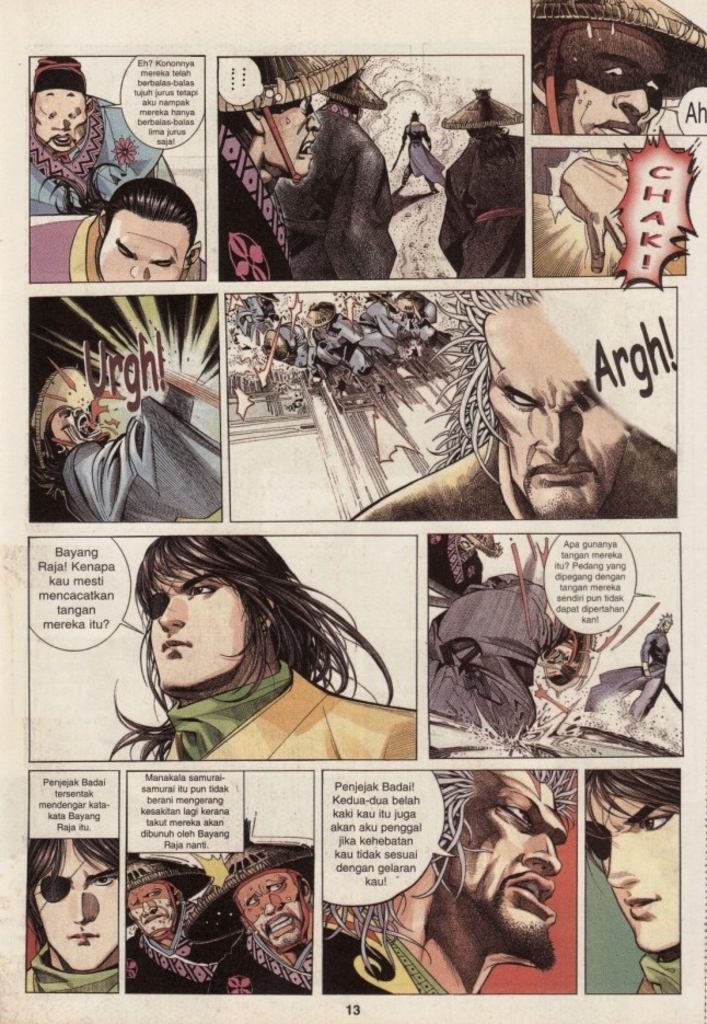 Eh? Kononnya
mereka telah
berbalas-balas
tujuh jurus tetapi
aku nampak
mereka hanya
berbalas-balas
lima jurus
saja!
...
...
Ah
CHAK!
Urgh!
Argh!
Bayang
Raja! Kenapa
kau mesti
mencacatkan
tangan
mereka itu?
Apa gunanya
tangan mereka
itu? Pedang yang
dipegang dengan
tangan mereka
sendiri pun tidak
dapat dipertahan
kan!
Penjejak Badai
tersentak
mendengar kata-
kata Bayang
Raja itu.
Manakala samurai-
samurai itu pun tidak
berani mengerang
kesakitan lagi kerana
takut mereka akan
dibunuh oleh Bayang
Raja nanti.
Penjejak Badai!
Kedua-dua belah
kaki kau itu juga
akan aku penggal
jika kehebatan
kau tidak sesuai
dengan gelaran
kau!
13